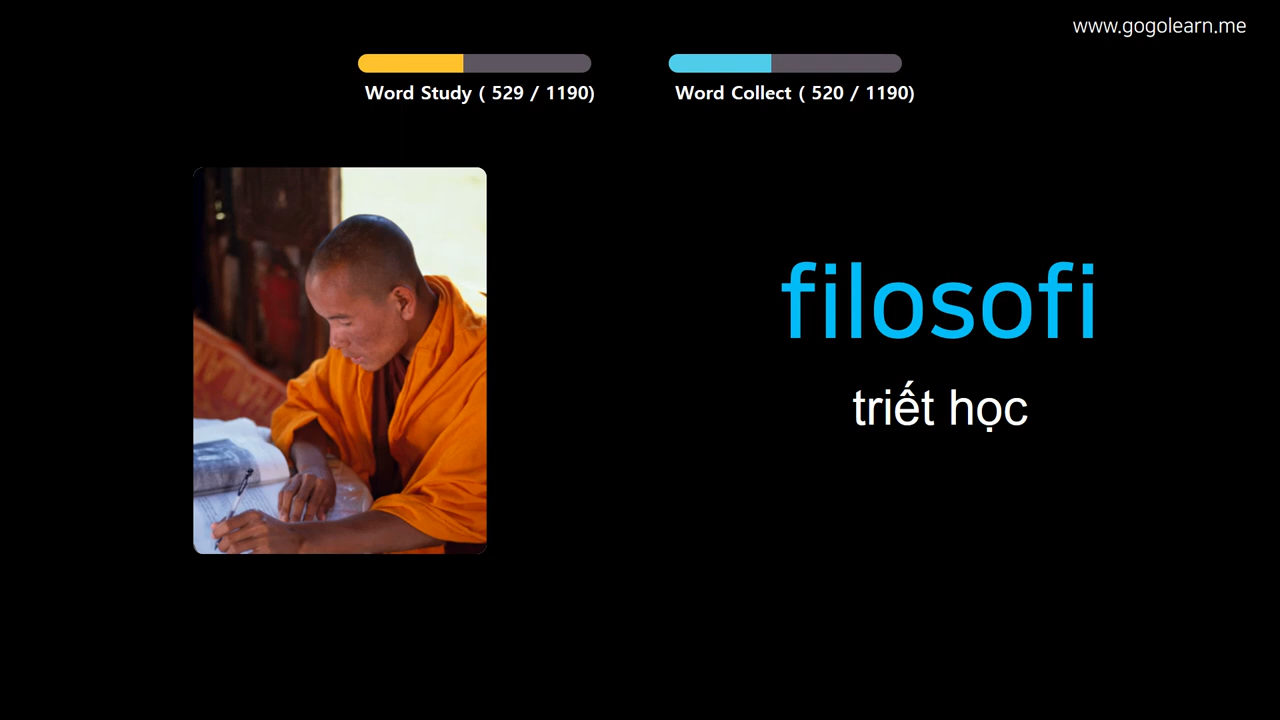 www.gogolearn.me
Word Study ( 529 / 1190)
Word Collect ( 520 / 1190)
filosofi
triết học